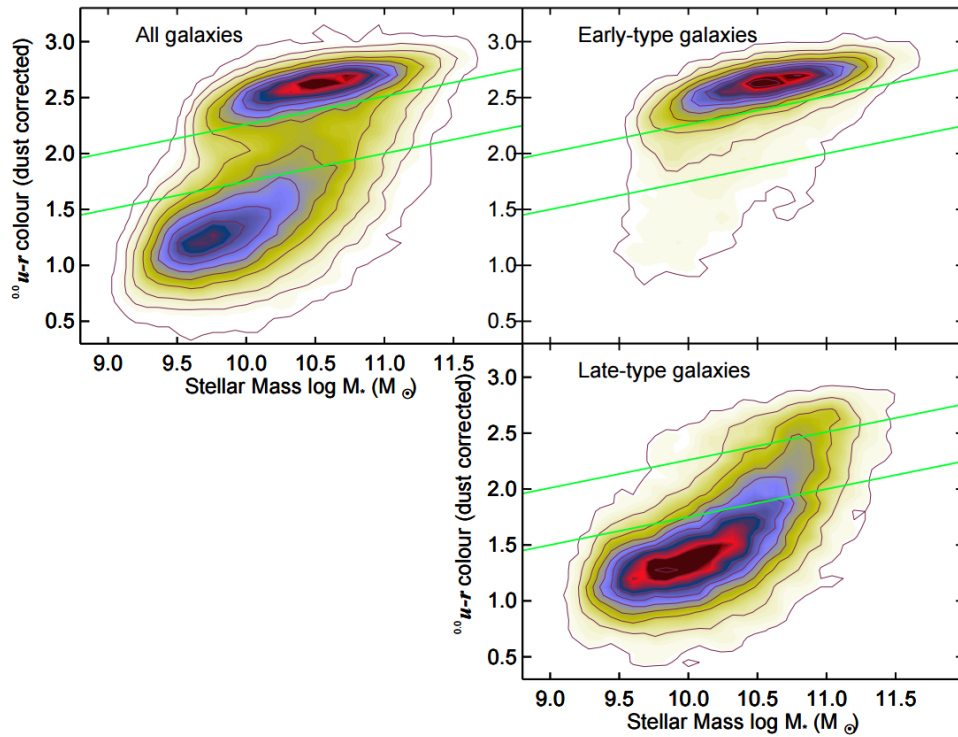 All galaxies
3.0
2.5
2.0
1.5
1.0
0.5
0.0 u-r colour (dust corrected)
9.0 9.5 10.0 10.5 11.0 11.5
Stellar Mass log M* (M☉)
Early-type galaxies
3.0
2.5
2.0
1.5
1.0
0.5
Late-type galaxies
3.0
2.5
2.0
1.5
1.0
0.5
0.0 u-r colour (dust corrected)
9.0 9.5 10.0 10.5 11.0 11.5
Stellar Mass log M* (M☉)